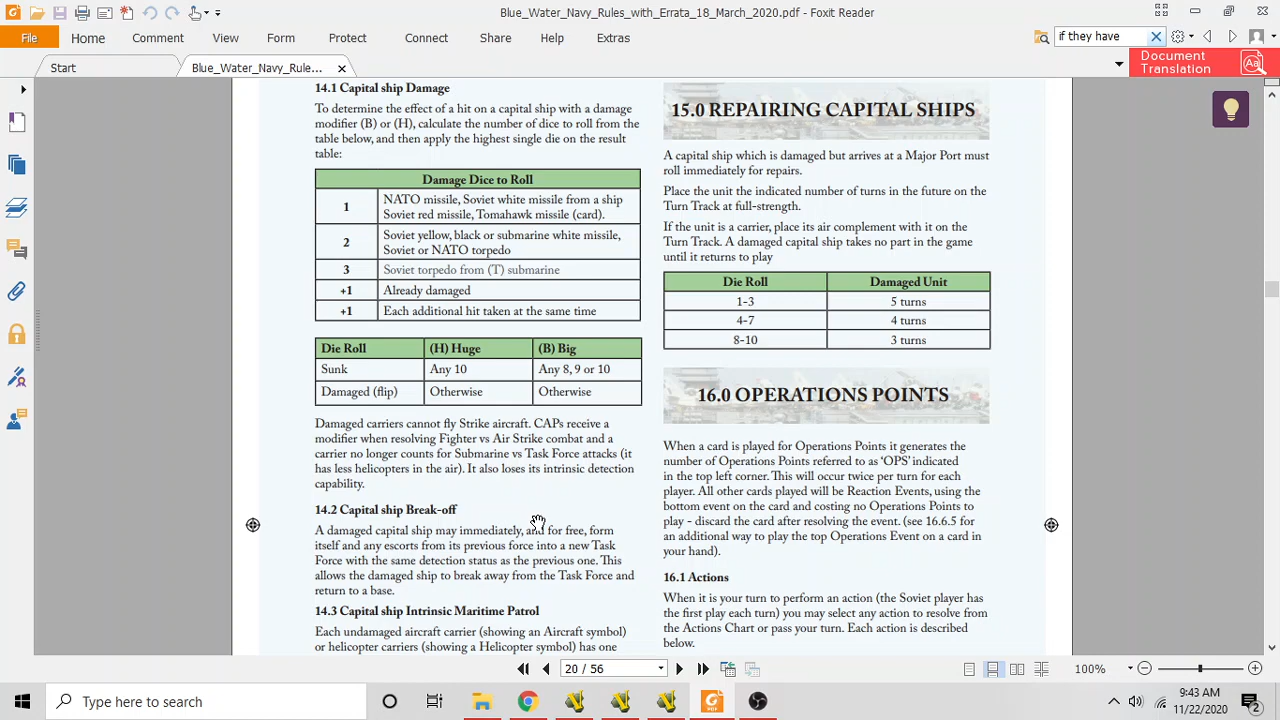 Blue_Water_Navy_Rules_with_Errata_18_March_2020.pdf - Foxit Reader
File
Home
Comment
View
Form
Protect
Connect
Share
Help
Extras
if they have
Start
Blue_Water_Navy_Rule...
Document
Translation
14.1 Capital ship Damage
To determine the effect of a hit on a capital ship with a damage
modifier (B) or (H), calculate the number of dice to roll from the
table below, and then apply the highest single die on the result
table:
Damage Dice to Roll
1 NATO missile, Soviet white missile from a ship
Soviet red missile, Tomahawk missile (card).
2 Soviet yellow, black or submarine white missile,
Soviet or NATO torpedo
3 Soviet torpedo from (T) submarine
+1 Already damaged
+1 Each additional hit taken at the same time
Die Roll (H) Huge (B) Big
Sunk Any 10 Any 8, 9 or 10
Damaged (flip) Otherwise Otherwise
Damaged carriers cannot fly Strike aircraft. CAPs receive a
modifier when resolving Fighter vs Air Strike combat and a
carrier no longer counts for Submarine vs Task Force attacks (it
has less helicopters in the air). It also loses its intrinsic detection
capability.
14.2 Capital ship Break-off
A damaged capital ship may immediately, and for free, form
itself and any escorts from its previous force into a new Task
Force with the same detection status as the previous one. This
allows the damaged ship to break away from the Task Force and
return to a base.
14.3 Capital ship Intrinsic Maritime Patrol
Each undamaged aircraft carrier (showing an Aircraft symbol)
or helicopter carriers (showing a Helicopter symbol) has one
15.0 REPAIRING CAPITAL SHIPS
A capital ship which is damaged but arrives at a Major Port must
roll immediately for repairs.
Place the unit the indicated number of turns in the future on the
Turn Track at full-strength.
If the unit is a carrier, place its air complement with it on the
Turn Track. A damaged capital ship takes no part in the game
until it returns to play
Die Roll Damaged Unit
1-3 5 turns
4-7 4 turns
8-10 3 turns
16.0 OPERATIONS POINTS
When a card is played for Operations Points it generates the
number of Operations Points referred to as ‘OPS’ indicated
in the top left corner. This will occur twice per turn for each
player. All other cards played will be Reaction Events, using the
bottom event on the card and costing no Operations Points to
play - discard the card after resolving the event. (see 16.6.5 for
an additional way to play the top Operations Event on a card in
your hand).
16.1 Actions
When it is your turn to perform an action (the Soviet player has
the first play each turn) you may select any action to resolve from
the Actions Chart or pass your turn. Each action is described
below.
20 / 56
100%
Type here to search
9:43 AM
11/22/2020
2